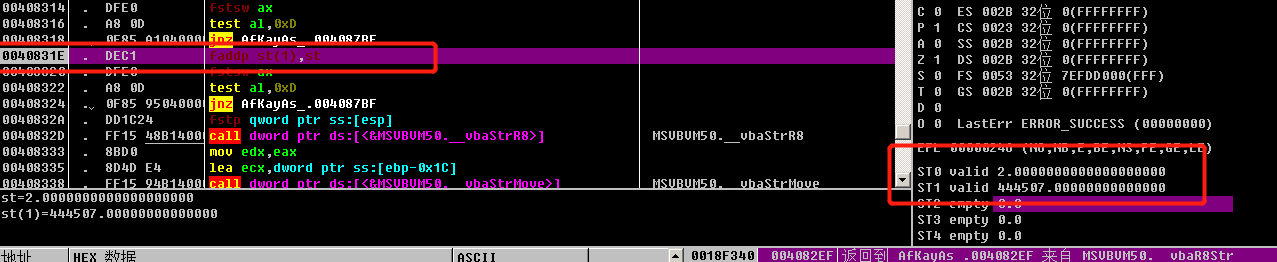 00408314 . DFE0 fstsw ax
00408316 . A8 0D test al,0xD
00408318 . 0F85 A1040000 jnz AfKayAs_.004087BF
0040831E . DEC1 faddp st(1),st
00408320 . DFE0 fstsw ax
00408322 . A8 0D test al,0xD
00408324 . 0F85 95040000 jnz AfKayAs_.004087BF
0040832A . DD1C24 fstp qword ptr ss:[esp]
0040832D . FF15 48B14000 call dword ptr ds:[<&MSVBVM50.__vbaStrR8>] MSVBVM50.__vbaStrR8
00408333 . 8BD0 mov edx,eax
00408335 . 8D4D E4 lea ecx,dword ptr ss:[ebp-0x1C]
00408338 . FF15 94B14000 call dword ptr ds:[<&MSVBVM50.__vbaStrMove>] MSVBVM50.__vbaStrMove
st=2.0000000000000000000
st(1)=444507.00000000000000
C 0 ES 002B 32位 0(FFFFFFFF)
P 1 CS 0023 32位 0(FFFFFFFF)
A 0 SS 002B 32位 0(FFFFFFFF)
Z 1 DS 002B 32位 0(FFFFFFFF)
S 0 FS 0053 32位 7EFDD000(FFF)
T 0 GS 002B 32位 0(FFFFFFFF)
D 0
O 0 LastErr ERROR_SUCCESS (00000000)
EFL 00000246 (NO,NB,E,BE,NS,PE,GE,LE)
ST0 valid 2.0000000000000000000
ST1 valid 444507.00000000000000
ST2 empty 0.0
ST3 empty 0.0
ST4 empty 0.0
地址 HEX 数据 ASCII
0018F340 004082EF 返回到 AfKayAs_.004082EF 来自 MSVBVM50.__vbaR8Str